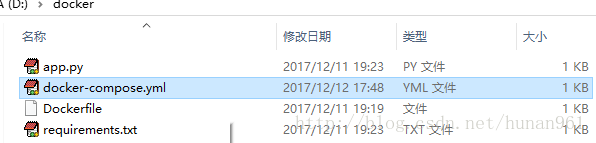 A (D:) › docker
名称 修改日期 类型 大小
app.py 2017/12/11 19:23 PY 文件 1 KB
docker-compose.yml 2017/12/12 17:48 YML 文件 1 KB
Dockerfile 2017/12/11 19:19 文件 1 KB
requirements.txt 2017/12/11 19:23 TXT 文件 1 KB
http://blog.csdn.net/hunan961